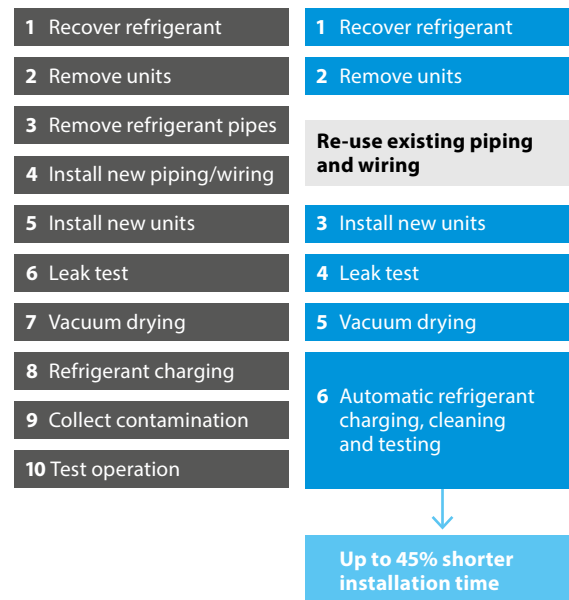 1 Recover refrigerant
2 Remove units
3 Remove refrigerant pipes
4 Install new piping/wiring
5 Install new units
6 Leak test
7 Vacuum drying
8 Refrigerant charging
9 Collect contamination
10 Test operation
1 Recover refrigerant
2 Remove units
Re-use existing piping
and wiring
3 Install new units
4 Leak test
5 Vacuum drying
6 Automatic refrigerant
charging, cleaning
and testing
Up to 45% shorter
installation time